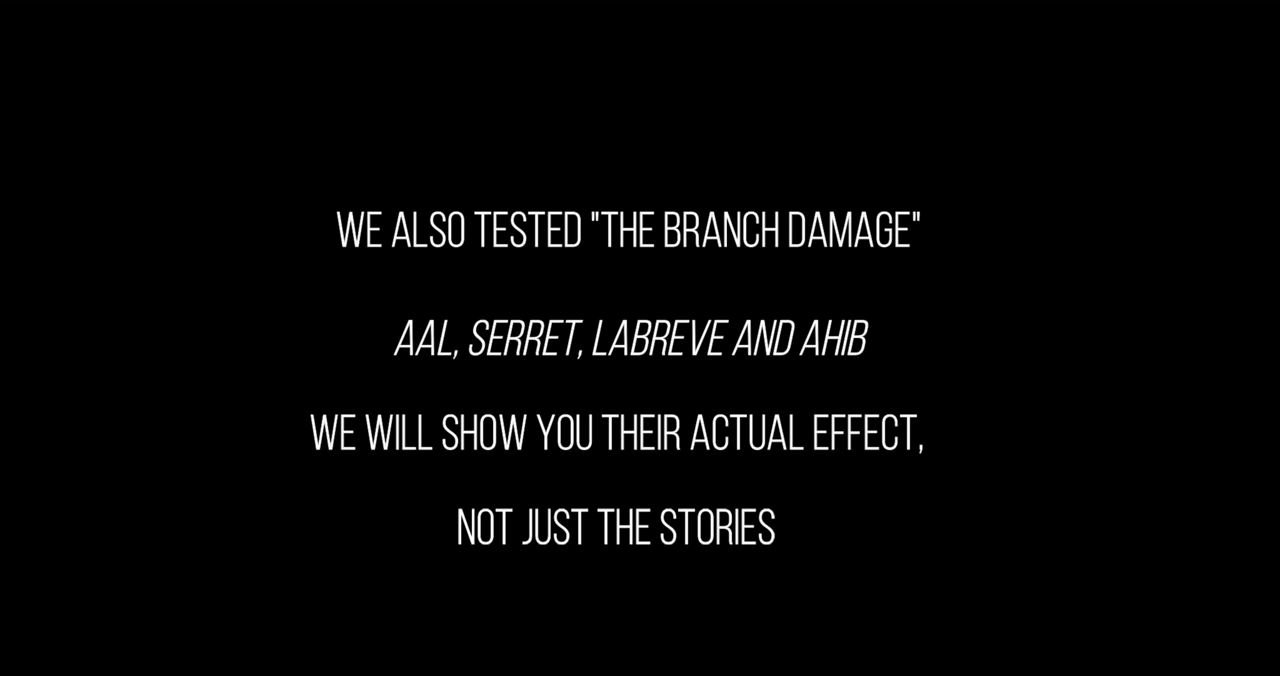 WE ALSO TESTED "THE BRANCH DAMAGE"
AAL, SERRET, LABREVE AND AHIB
WE WILL SHOW YOU THEIR ACTUAL EFFECT,
NOT JUST THE STORIES